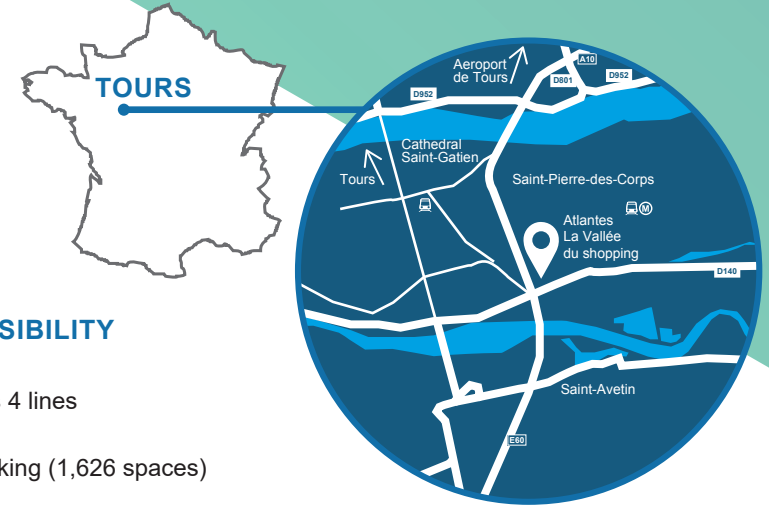 TOURS
Aeroport
de Tours
A10
D801
D952
D952
Cathedral
Saint-Gatien
Tours
Saint-Pierre-des-Corps
M
Atlantes
La Vallée
du shopping
D140
Saint-Avetin
E60
SIBILITY
4 lines
king (1,626 spaces)